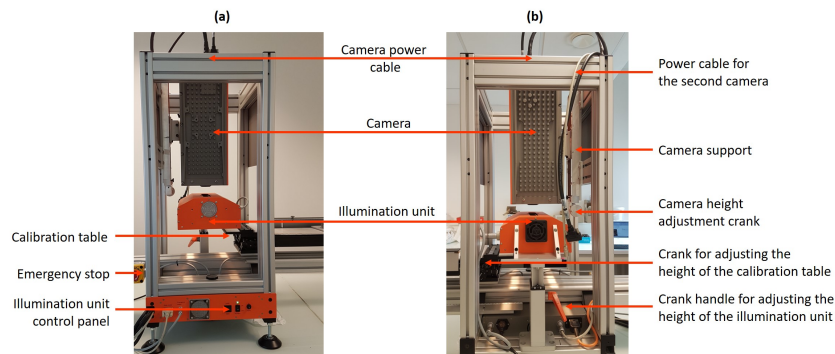 (a)
(b)
Camera power
cable
Power cable for
the second camera
Camera
Camera support
Illumination unit
Camera height
adjustment crank
Calibration table
Crank for adjusting the
height of the calibration table
Emergency stop
Illumination unit
control panel
Crank handle for adjusting the
height of the illumination unit